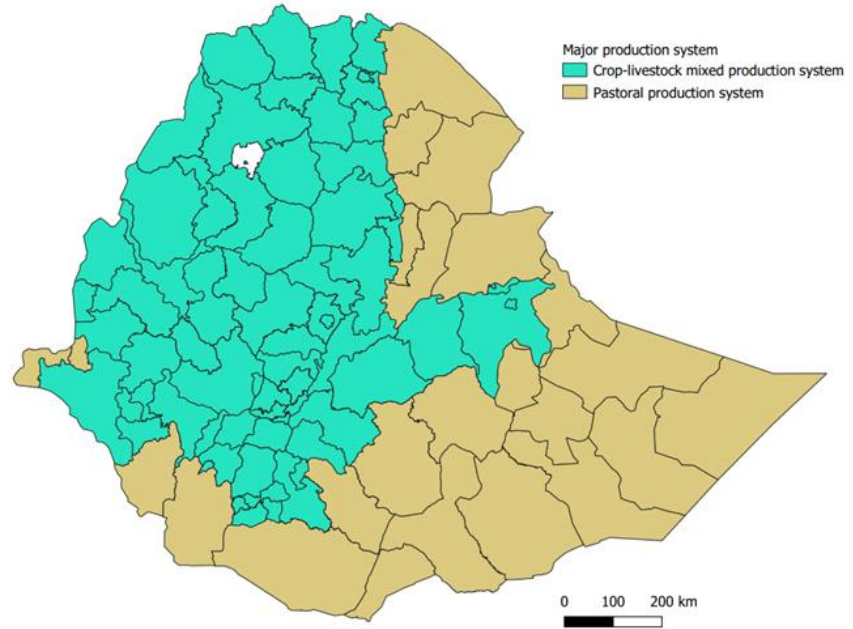 Major production system
Crop-livestock mixed production system
Pastoral production system
0 100 200 km